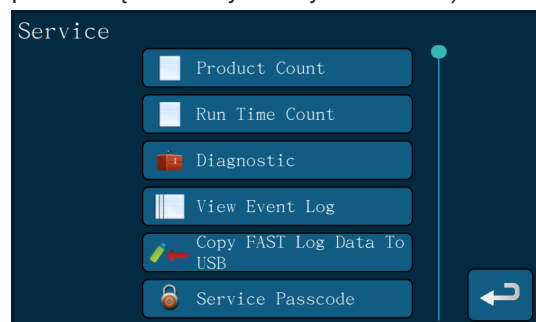 Service
Product Count
Run Time Count
Diagnostic
View Event Log
Copy FAST Log Data To
USB
Service Passcode